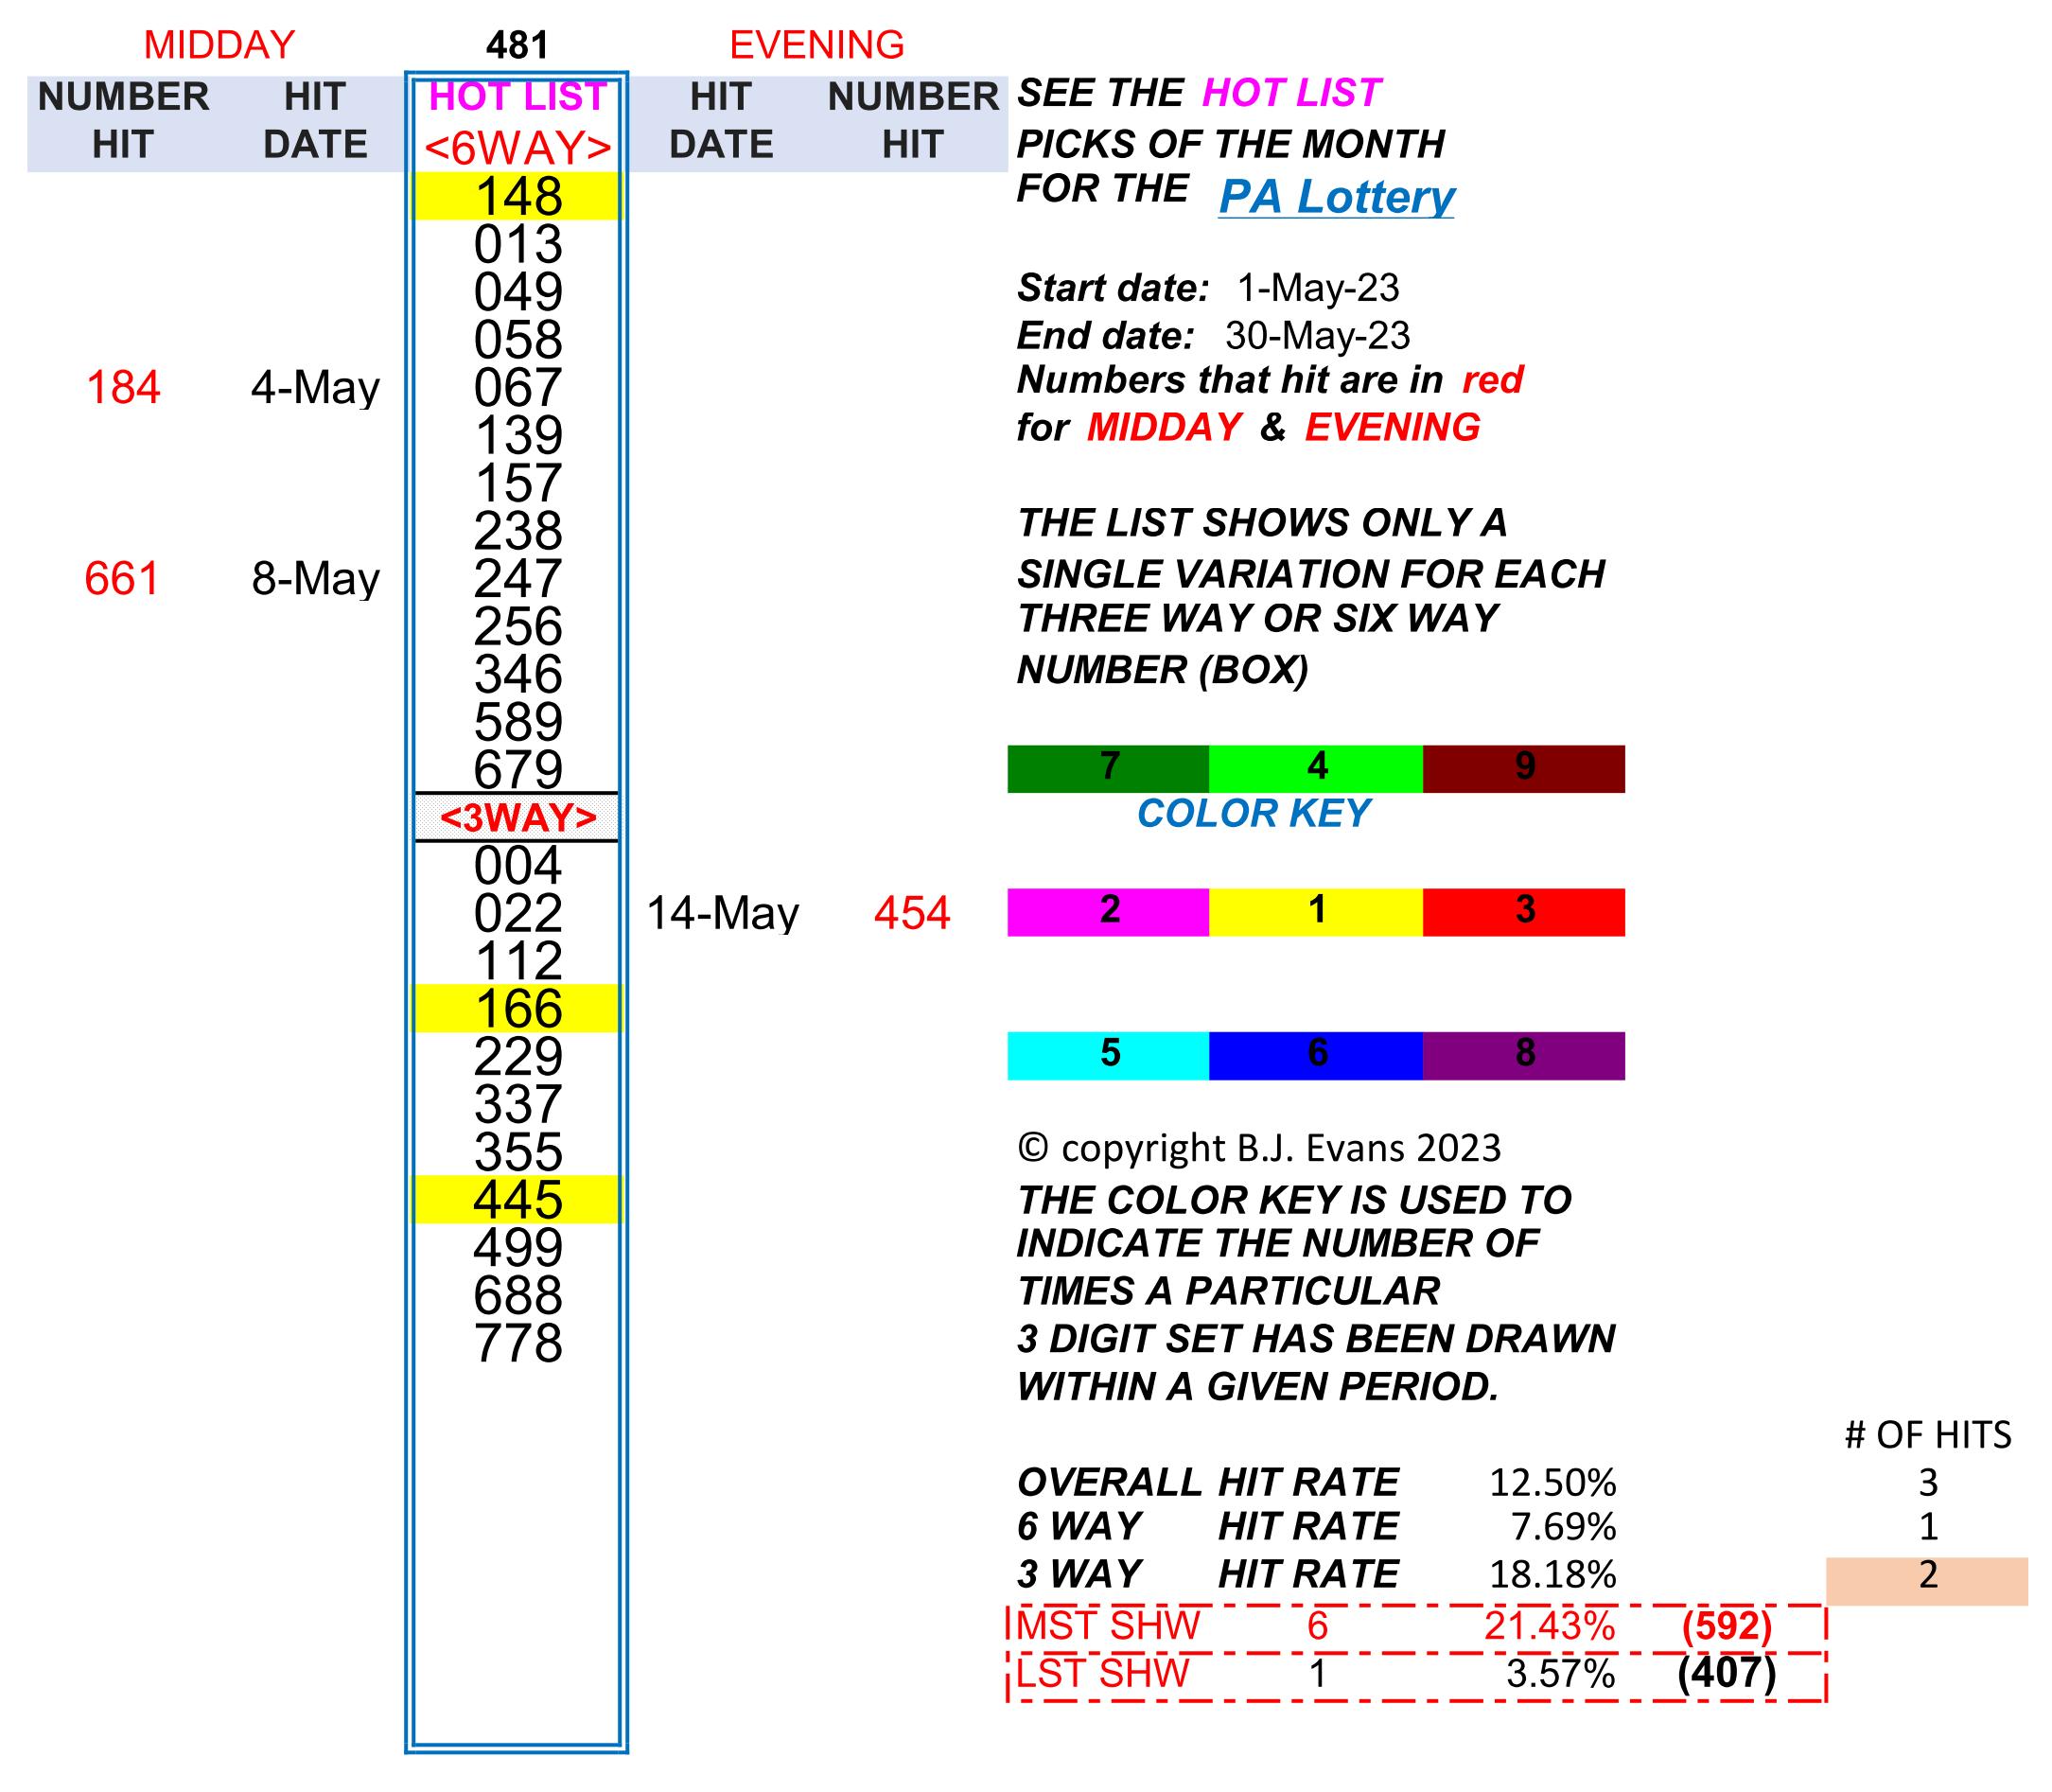 MIDDAY 481 EVENING
NUMBER HIT HOT LIST HIT NUMBER SEE THE HOT LIST
HIT DATE <6WAY> DATE HIT PICKS OF THE MONTH
148 FOR THE PA Lottery
013
049 Start date: 1-May-23
058 End date: 30-May-23
184 4-May 067 Numbers that hit are in red
139 for MIDDAY & EVENING
157
238 THE LIST SHOWS ONLY A
661 8-May 247 SINGLE VARIATION FOR EACH
256 THREE WAY OR SIX WAY
346 NUMBER (BOX)
589
679 7 4 9
<3WAY> COLOR KEY
004
022 14-May 454 2 1 3
112
166
229 5 6 8
337
355 © copyright B.J. Evans 2023
445 THE COLOR KEY IS USED TO
499 INDICATE THE NUMBER OF
688 TIMES A PARTICULAR
778 3 DIGIT SET HAS BEEN DRAWN
WITHIN A GIVEN PERIOD.
# OF HITS
OVERALL HIT RATE 12.50% 3
6 WAY HIT RATE 7.69% 1
3 WAY HIT RATE 18.18% 2
MST SHW 6 21.43% (592)
LST SHW 1 3.57% (407)